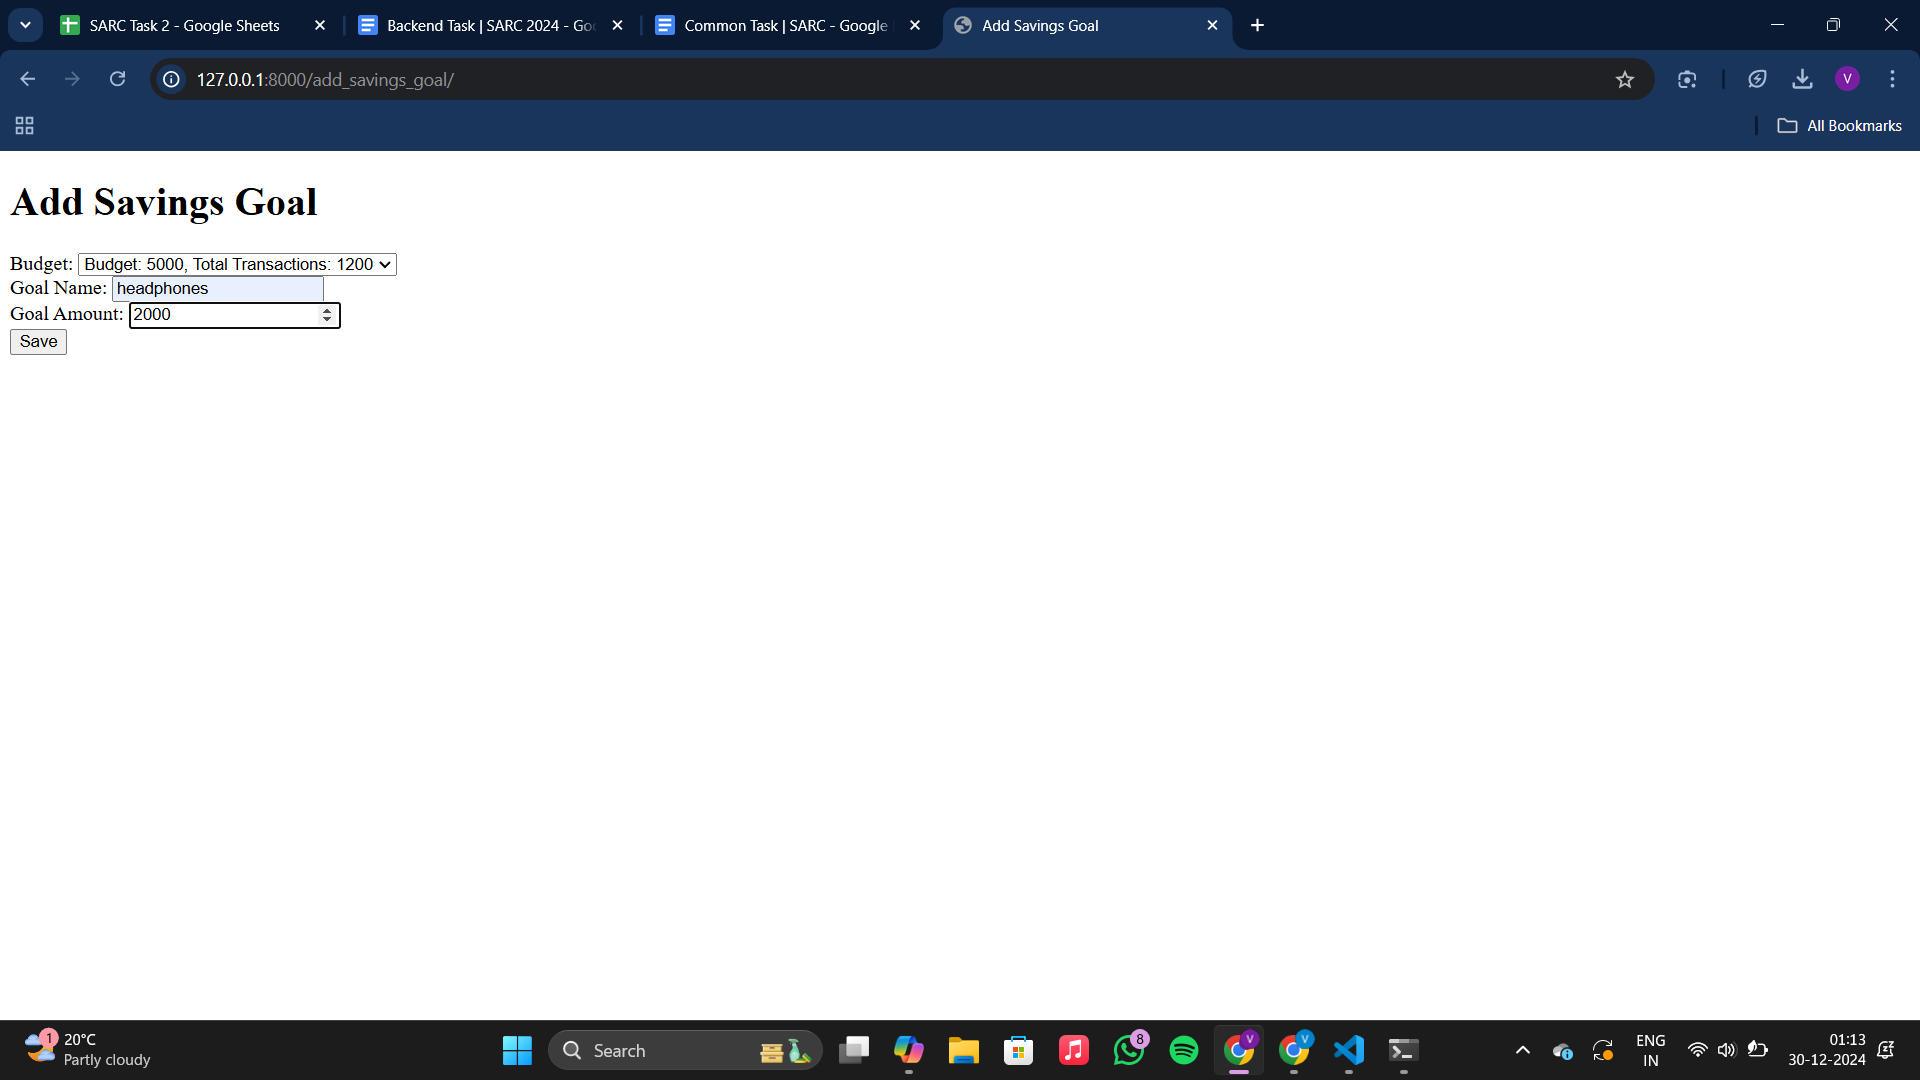 SARC Task 2 - Google Sheets
Backend Task | SARC 2024 - Goo
Common Task | SARC - Google
Add Savings Goal
127.0.0.1:8000/add_savings_goal/
V
All Bookmarks
Add Savings Goal
Budget: Budget: 5000, Total Transactions: 1200
Goal Name: headphones
Goal Amount: 2000
Save
1
20°C
Partly cloudy
Search
8
V
V
ENG
IN
01:13
30-12-2024